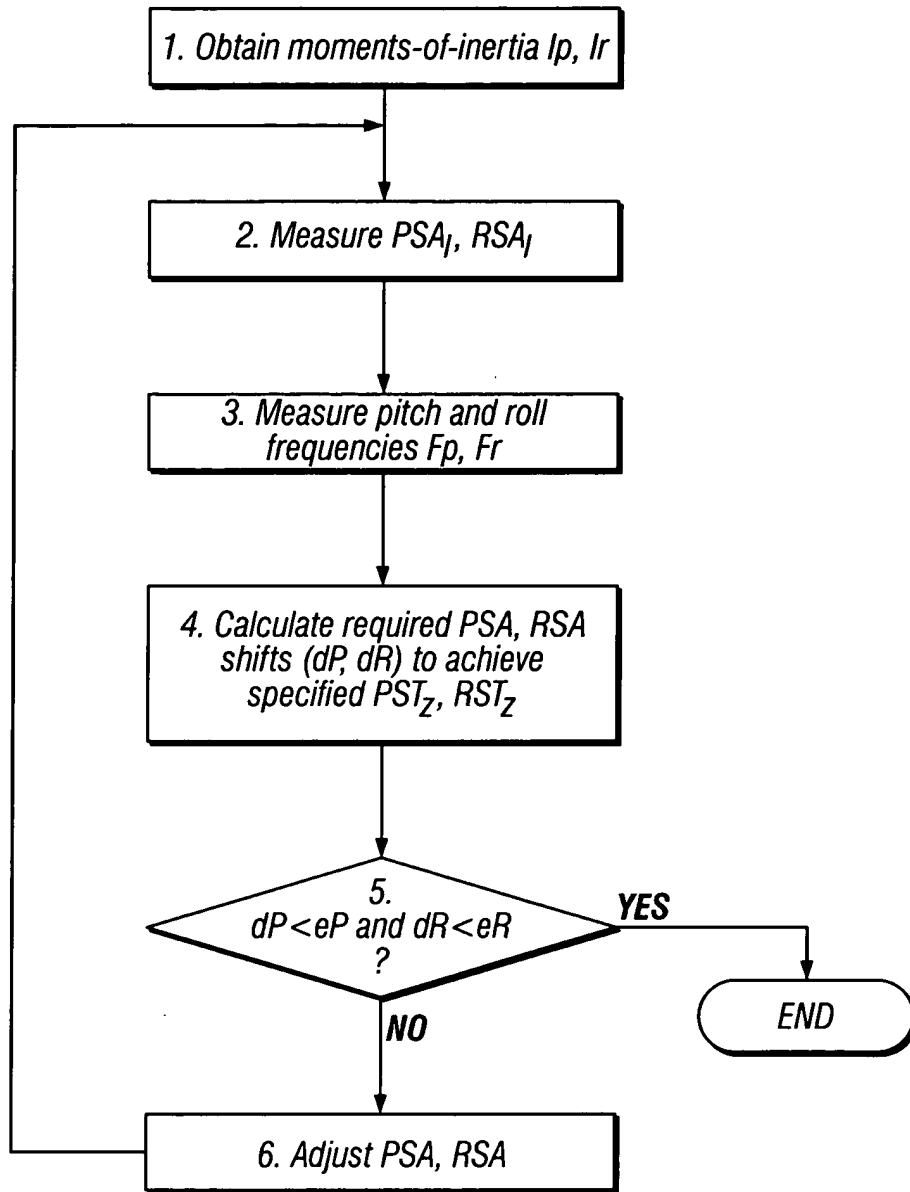 1. Obtain moments-of-inertia Ip, Ir
2. Measure PSA_I, RSA_I
3. Measure pitch and roll
frequencies Fp, Fr
4. Calculate required PSA, RSA
shifts (dP, dR) to achieve
specified PST_Z, RST_Z
5.
dP<eP and dR<eR
?
YES
END
NO
6. Adjust PSA, RSA